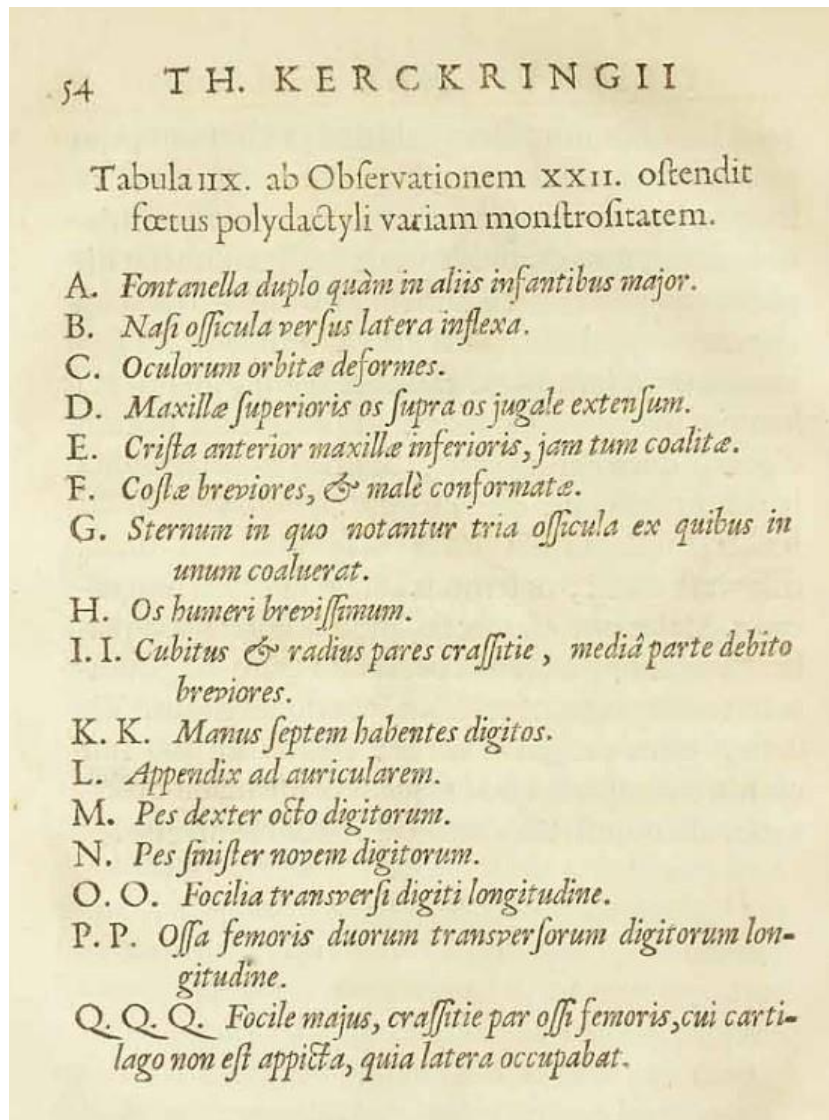 54 TH. KERCKRINGII
Tabula IIX. ab Obſervationem XXII. oſtendit
fœtus polydactyli variam monſtroſitatem.
A. Fontanella duplo quàm in aliis infantibus major.
B. Naſi oſſicula verſus latera inflexa.
C. Oculorum orbitæ deformes.
D. Maxillæ ſuperioris os ſupra os jugale extenſum.
E. Criſta anterior maxillæ inferioris, jam tum coalitæ.
F. Coſtæ breviores, & malè conformatæ.
G. Sternum in quo notantur tria oſſicula ex quibus in
unum coaluerat.
H. Os humeri breviſſimum.
I. I. Cubitus & radius pares craſſitie, mediâ parte debito
breviores.
K. K. Manus ſeptem habentes digitos.
L. Appendix ad auricularem.
M. Pes dexter octo digitorum.
N. Pes ſiniſter novem digitorum.
O. O. Focilia tranſverſi digiti longitudine.
P. P. Oſſa femoris duorum tranſverſorum digitorum lon-
gitudine.
Q. Q. Q. Focile majus, craſſitie par oſſi femoris, cui carti-
lago non eſt appicta, quia latera occupabat.